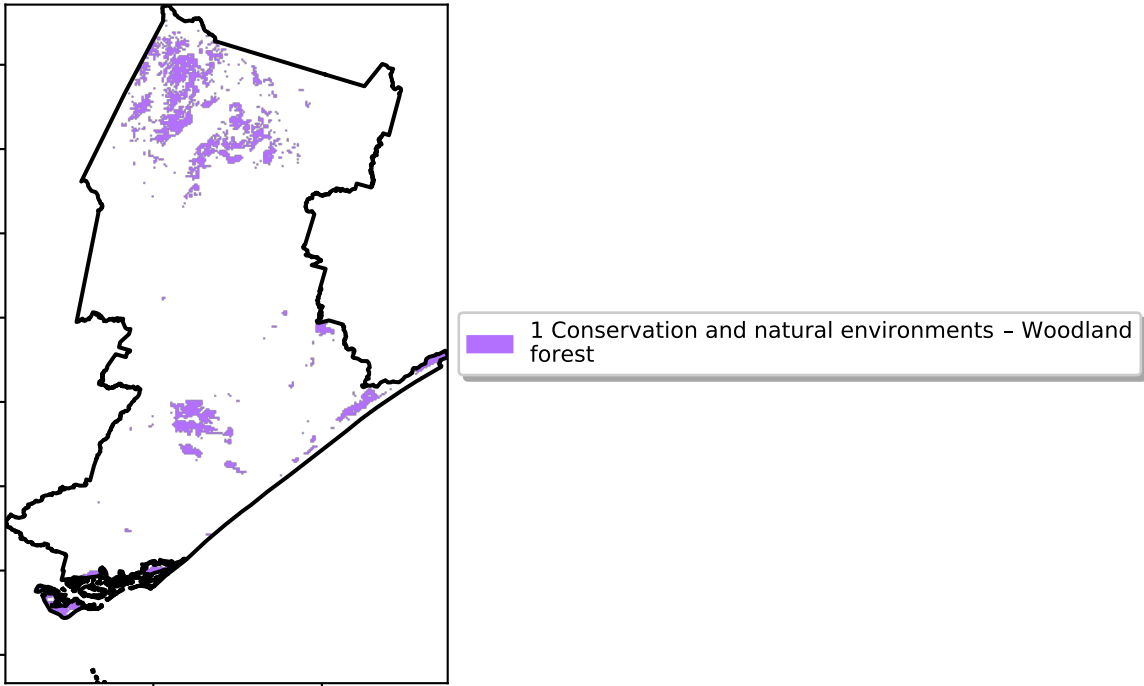 1 Conservation and natural environments – Woodland
forest